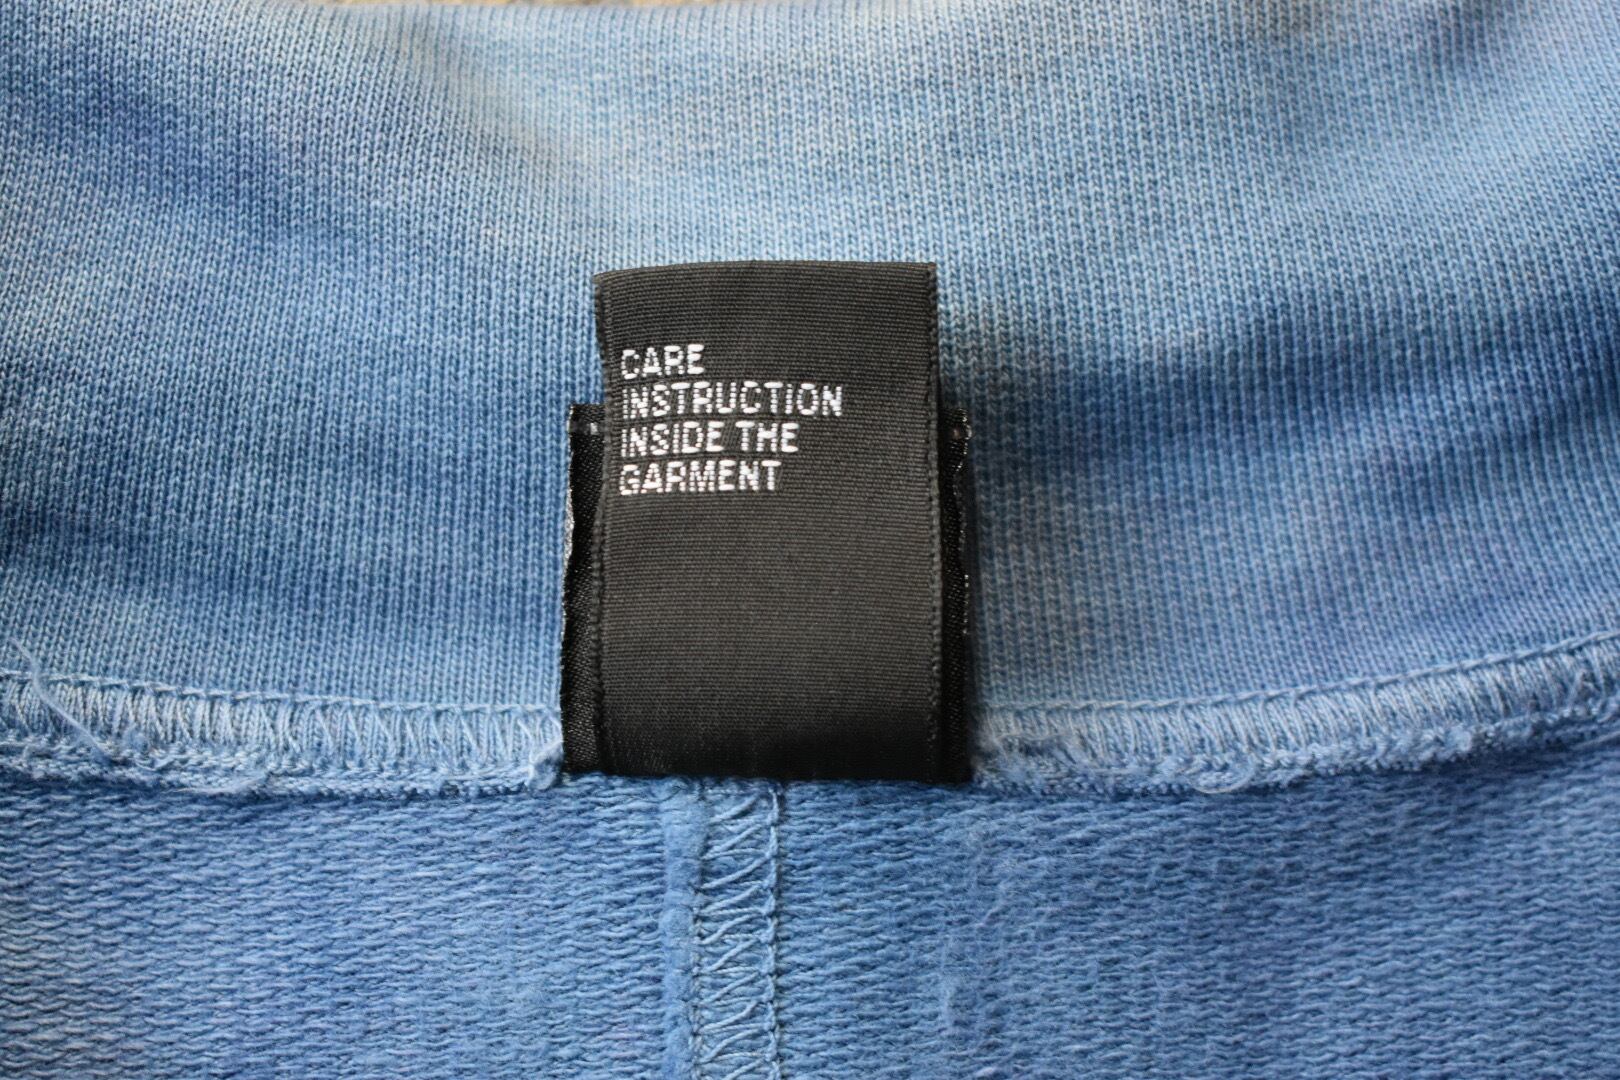 CARE
INSTRUCTION
INSIDE THE
GARMENT